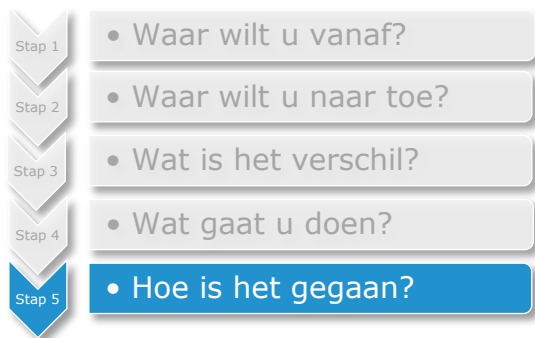 Stap 1
• Waar wilt u vanaf?
Stap 2
• Waar wilt u naar toe?
Stap 3
• Wat is het verschil?
Stap 4
• Wat gaat u doen?
Stap 5
• Hoe is het gegaan?